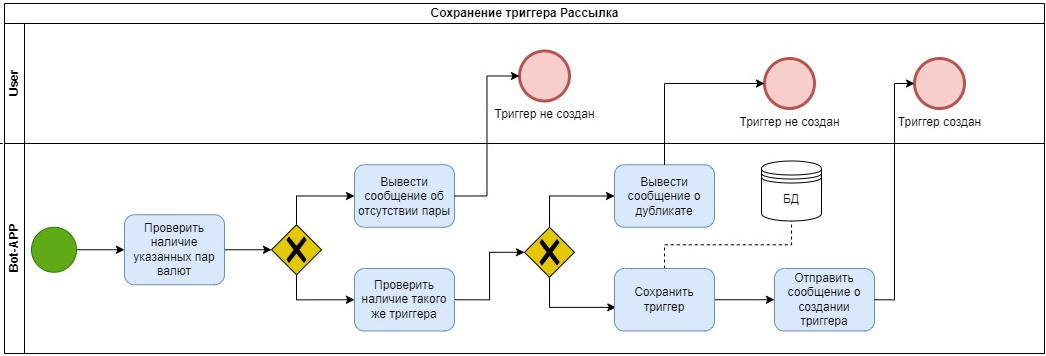 Сохранение триггера Рассылка
User
Триггер не создан
Триггер не создан
Триггер создан
Bot-APP
Проверить
наличие
указанных пар
валют
Вывести
сообщение об
отсутствии пары
Проверить
наличие такого
же триггера
Вывести
сообщение о
дубликате
БД
Сохранить
триггер
Отправить
сообщение о
создании
триггера